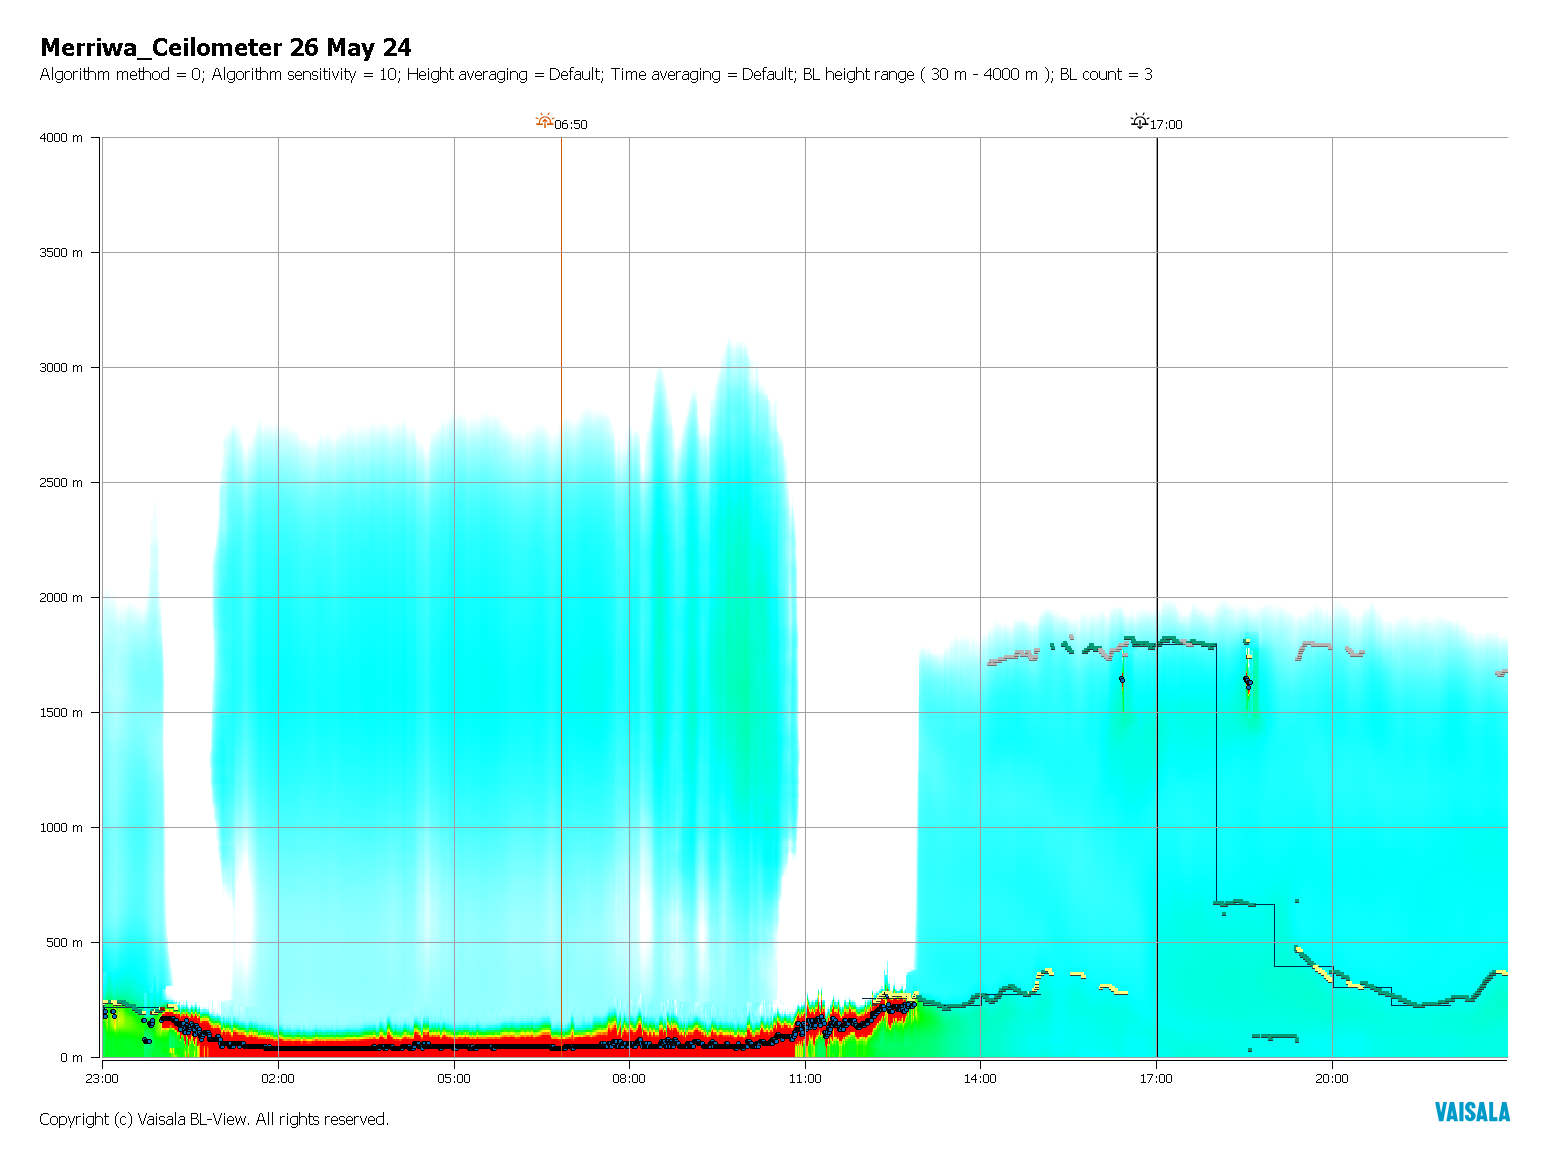 Merriwa_Ceilometer 26 May 24
Algorithm method = 0; Algorithm sensitivity = 10; Height averaging = Default; Time averaging = Default; BL height range ( 30 m - 4000 m ); BL count = 3
06:50
17:00
4000 m
3500 m
3000 m
2500 m
2000 m
1500 m
1000 m
500 m
0 m
23:00
02:00
05:00
08:00
11:00
14:00
17:00
20:00
Copyright (c) Vaisala BL-View. All rights reserved.
VAISALA